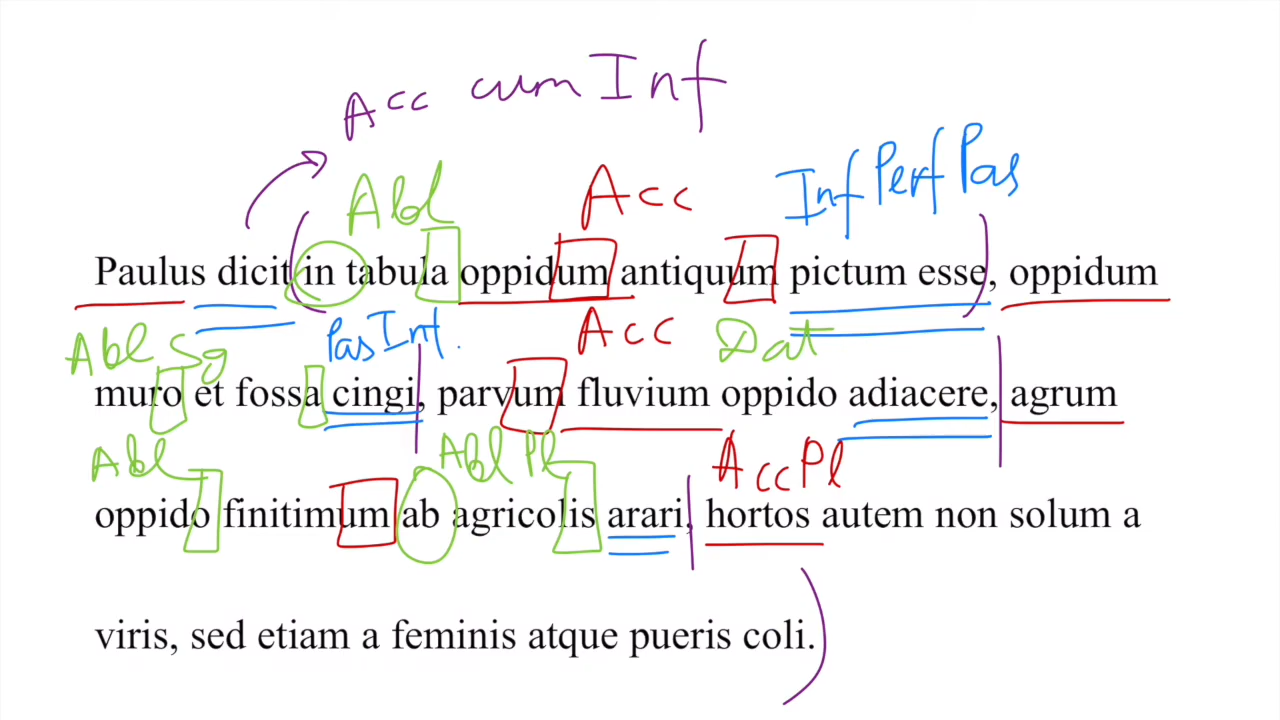 Acc cum Inf
Abl Acc Inf Perf Pas
Paulus dicit in tabula oppidum antiquum pictum esse, oppidum
Abl Sg Pas Inf. Acc Dat
muro et fossa cingi, parvum fluvium oppido adiacere, agrum
Abl Abl Pl Acc Pl
oppido finitimum ab agricolis arari, hortos autem non solum a
viris, sed etiam a feminis atque pueris coli.